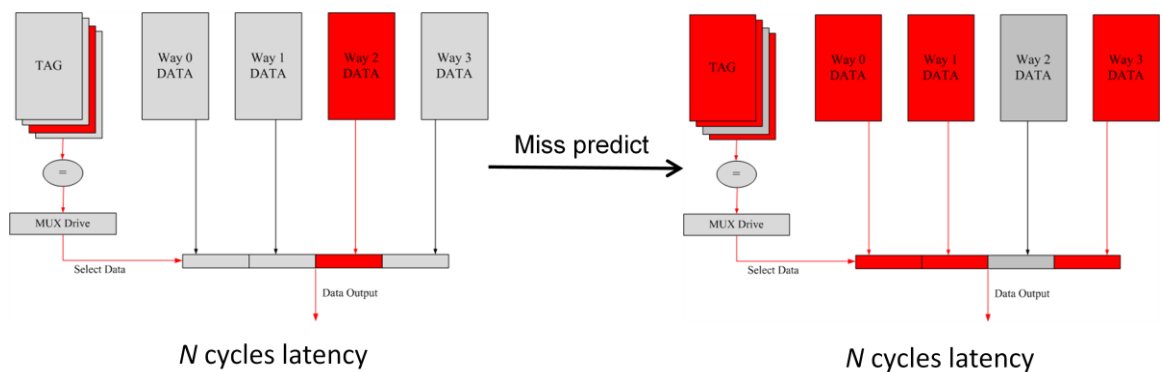 TAG
Way 0
DATA
Way 1
DATA
Way 2
DATA
Way 3
DATA
=
MUX Drive
Select Data
Data Output
N cycles latency
Miss predict
TAG
Way 0
DATA
Way 1
DATA
Way 2
DATA
Way 3
DATA
=
MUX Drive
Select Data
Data Output
N cycles latency